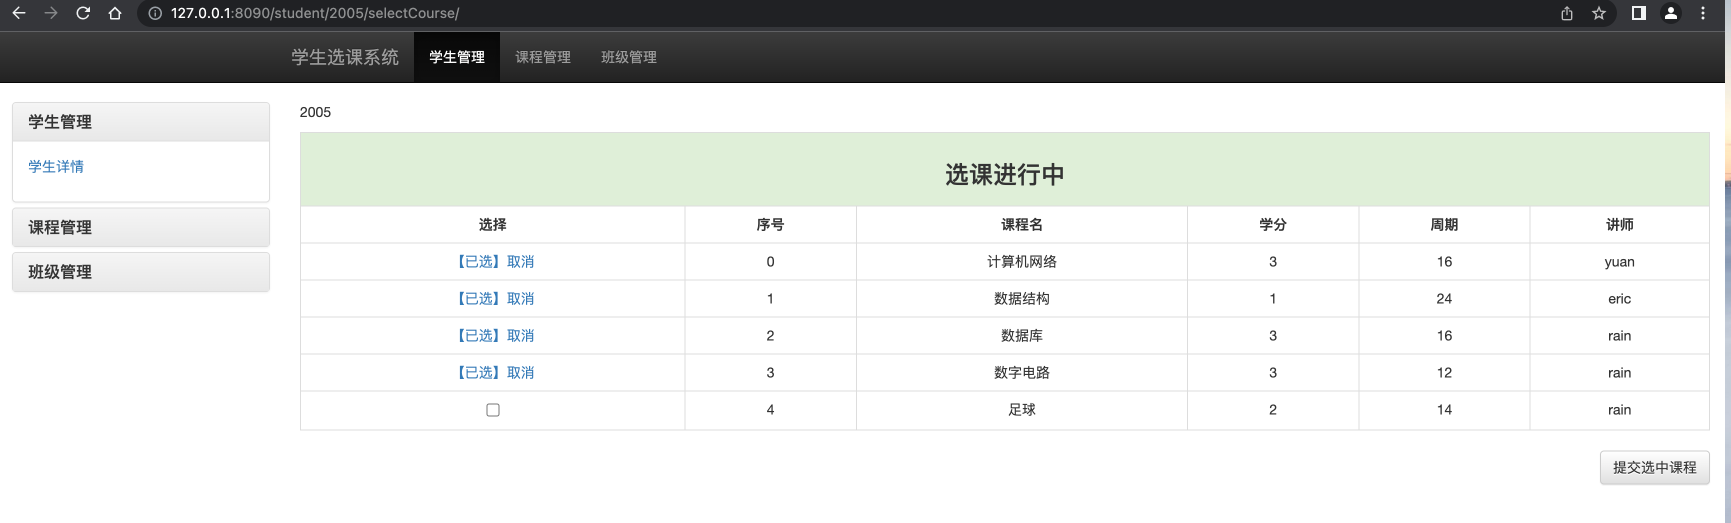 127.0.0.1:8090/student/2005/selectCourse/
学生选课系统 学生管理 课程管理 班级管理
学生管理
学生详情
课程管理
班级管理
2005
选课进行中
选择 序号 课程名 学分 周期 讲师
【已选】取消 0 计算机网络 3 16 yuan
【已选】取消 1 数据结构 1 24 eric
【已选】取消 2 数据库 3 16 rain
【已选】取消 3 数字电路 3 12 rain
4 足球 2 14 rain
提交选中课程